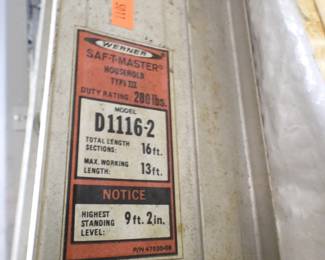 1105
WERNER
SAF-T-MASTER®
HOUSEHOLD
TYPE III
DUTY RATING: 200 lbs.
MODEL
D1116-2
TOTAL LENGTH
SECTIONS: 16 ft.
MAX. WORKING
LENGTH: 13 ft.
NOTICE
HIGHEST
STANDING 9 ft. 2 in.
LEVEL: